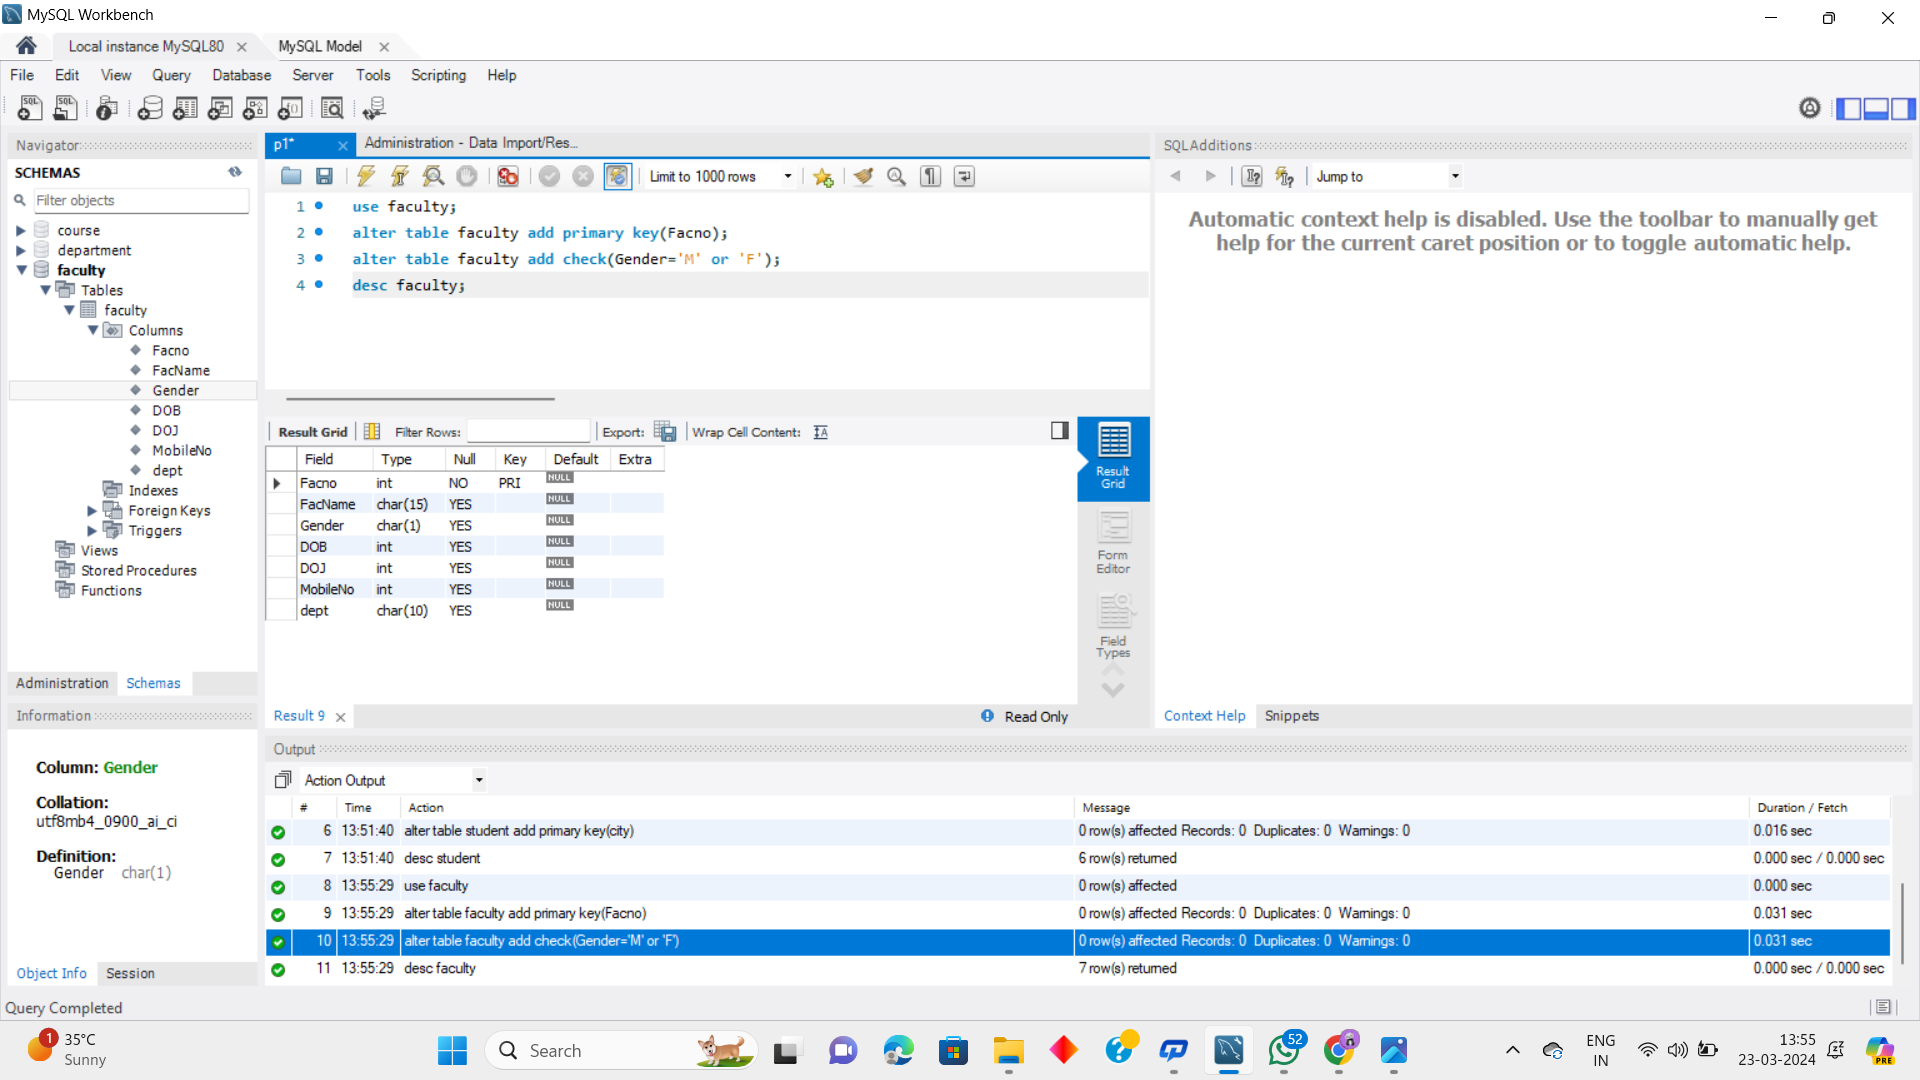 MySQL Workbench
Local instance MySQL80
MySQL Model
File Edit View Query Database Server Tools Scripting Help
Navigator
SCHEMAS
Filter objects
course
department
faculty
Tables
faculty
Columns
Facno
FacName
Gender
DOB
DOJ
MobileNo
dept
Indexes
Foreign Keys
Triggers
Views
Stored Procedures
Functions
Administration Schemas
Information
Column: Gender
Collation:
utf8mb4_0900_ai_ci
Definition:
Gender char(1)
Object Info Session
Query Completed
p1*
Administration - Data Import/Res...
Limit to 1000 rows
1 use faculty;
2 alter table faculty add primary key(Facno);
3 alter table faculty add check(Gender='M' or 'F');
4 desc faculty;
Result Grid Filter Rows: Export: Wrap Cell Content:
Field Type Null Key Default Extra
Facno int NO PRI NULL
FacName char(15) YES NULL
Gender char(1) YES NULL
DOB int YES NULL
DOJ int YES NULL
MobileNo int YES NULL
dept char(10) YES NULL
Result
Grid
Form
Editor
Field
Types
Result 9
Read Only
SQLAdditions
Jump to
Automatic context help is disabled. Use the toolbar to manually get
help for the current caret position or to toggle automatic help.
Context Help Snippets
Output
Action Output
# Time Action Message Duration / Fetch
6 13:51:40 alter table student add primary key(city) 0 row(s) affected Records: 0 Duplicates: 0 Warnings: 0 0.016 sec
7 13:51:40 desc student 6 row(s) returned 0.000 sec / 0.000 sec
8 13:55:29 use faculty 0 row(s) affected 0.000 sec
9 13:55:29 alter table faculty add primary key(Facno) 0 row(s) affected Records: 0 Duplicates: 0 Warnings: 0 0.031 sec
10 13:55:29 alter table faculty add check(Gender='M' or 'F') 0 row(s) affected Records: 0 Duplicates: 0 Warnings: 0 0.031 sec
11 13:55:29 desc faculty 7 row(s) returned 0.000 sec / 0.000 sec
1
35°C
Sunny
Search
52
ENG
IN
13:55
23-03-2024
PRE